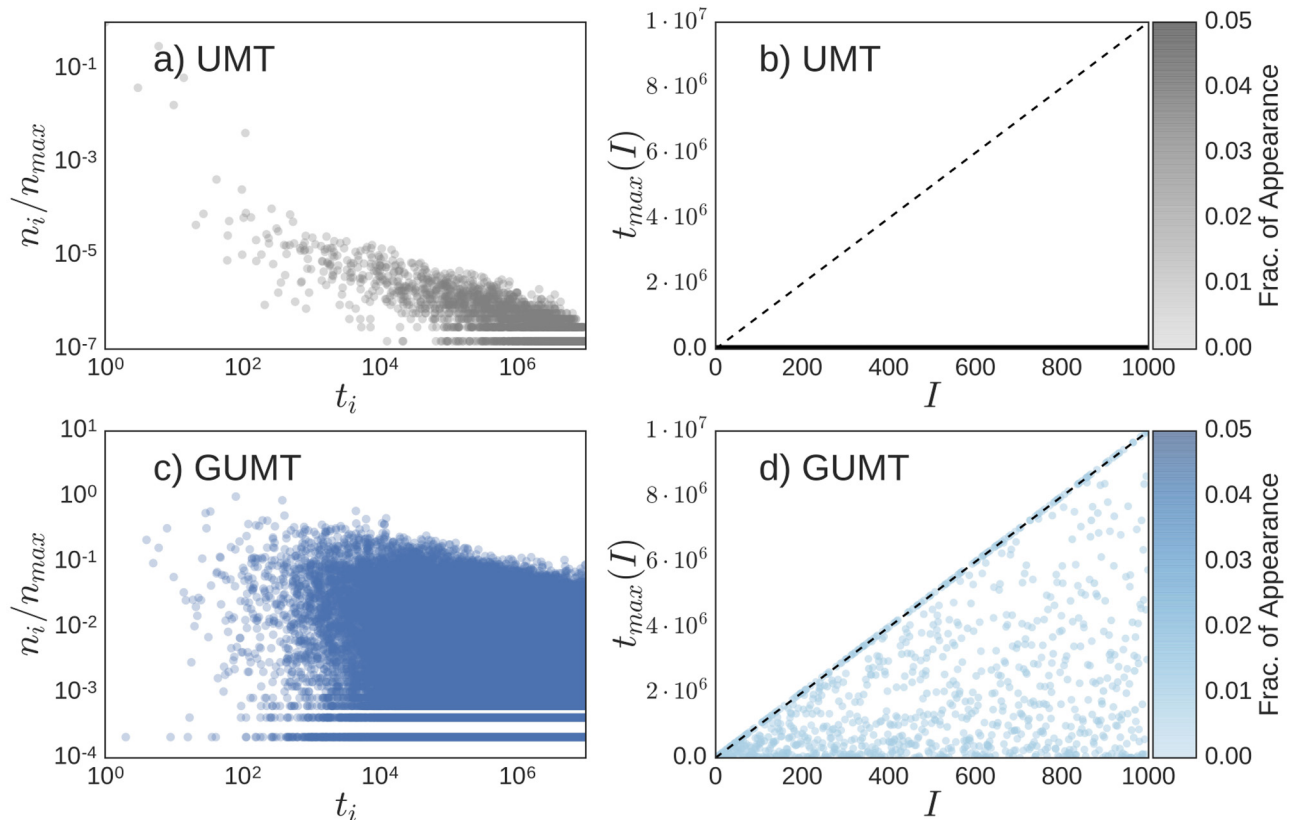 a) UMT
10^-1
10^-3
10^-5
10^-7
n_i/n_max
10^0 10^2 10^4 10^6
t_i
b) UMT
1·10^7
8·10^6
6·10^6
4·10^6
2·10^6
0.0
t_max(I)
0 200 400 600 800 1000
I
0.05
0.04
0.03
0.02
0.01
0.00
Frac. of Appearance
c) GUMT
10^1
10^0
10^-1
10^-2
10^-3
10^-4
n_i/n_max
10^0 10^2 10^4 10^6
t_i
d) GUMT
1·10^7
8·10^6
6·10^6
4·10^6
2·10^6
0.0
t_max(I)
0 200 400 600 800 1000
I
0.05
0.04
0.03
0.02
0.01
0.00
Frac. of Appearance